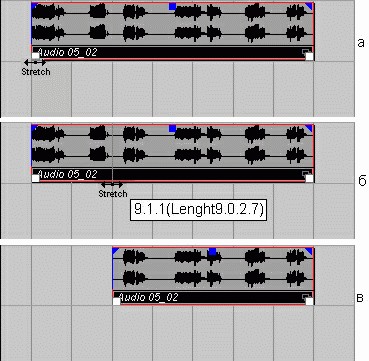 Audio 05_02
а
Stretch
Audio 05_02
б
Stretch
9.1.1(Lenght9.0.2.7)
Audio 05_02
в